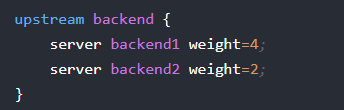 upstream backend {
    server backend1 weight=4;
    server backend2 weight=2;
}